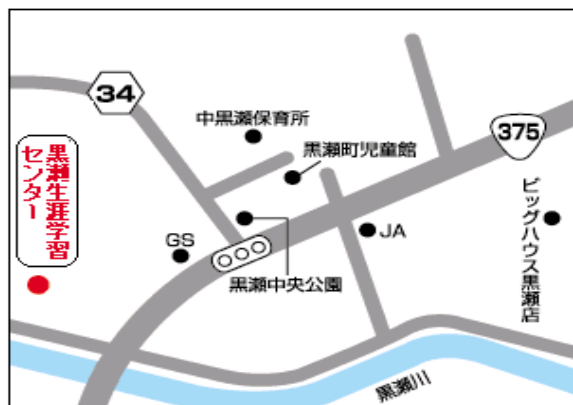 34
中黒瀬保育所
375
黒瀬町児童館
黒瀬生涯学習
センター
ビッグハウス黒瀬店
GS
JA
黒瀬中央公園
黒瀬川